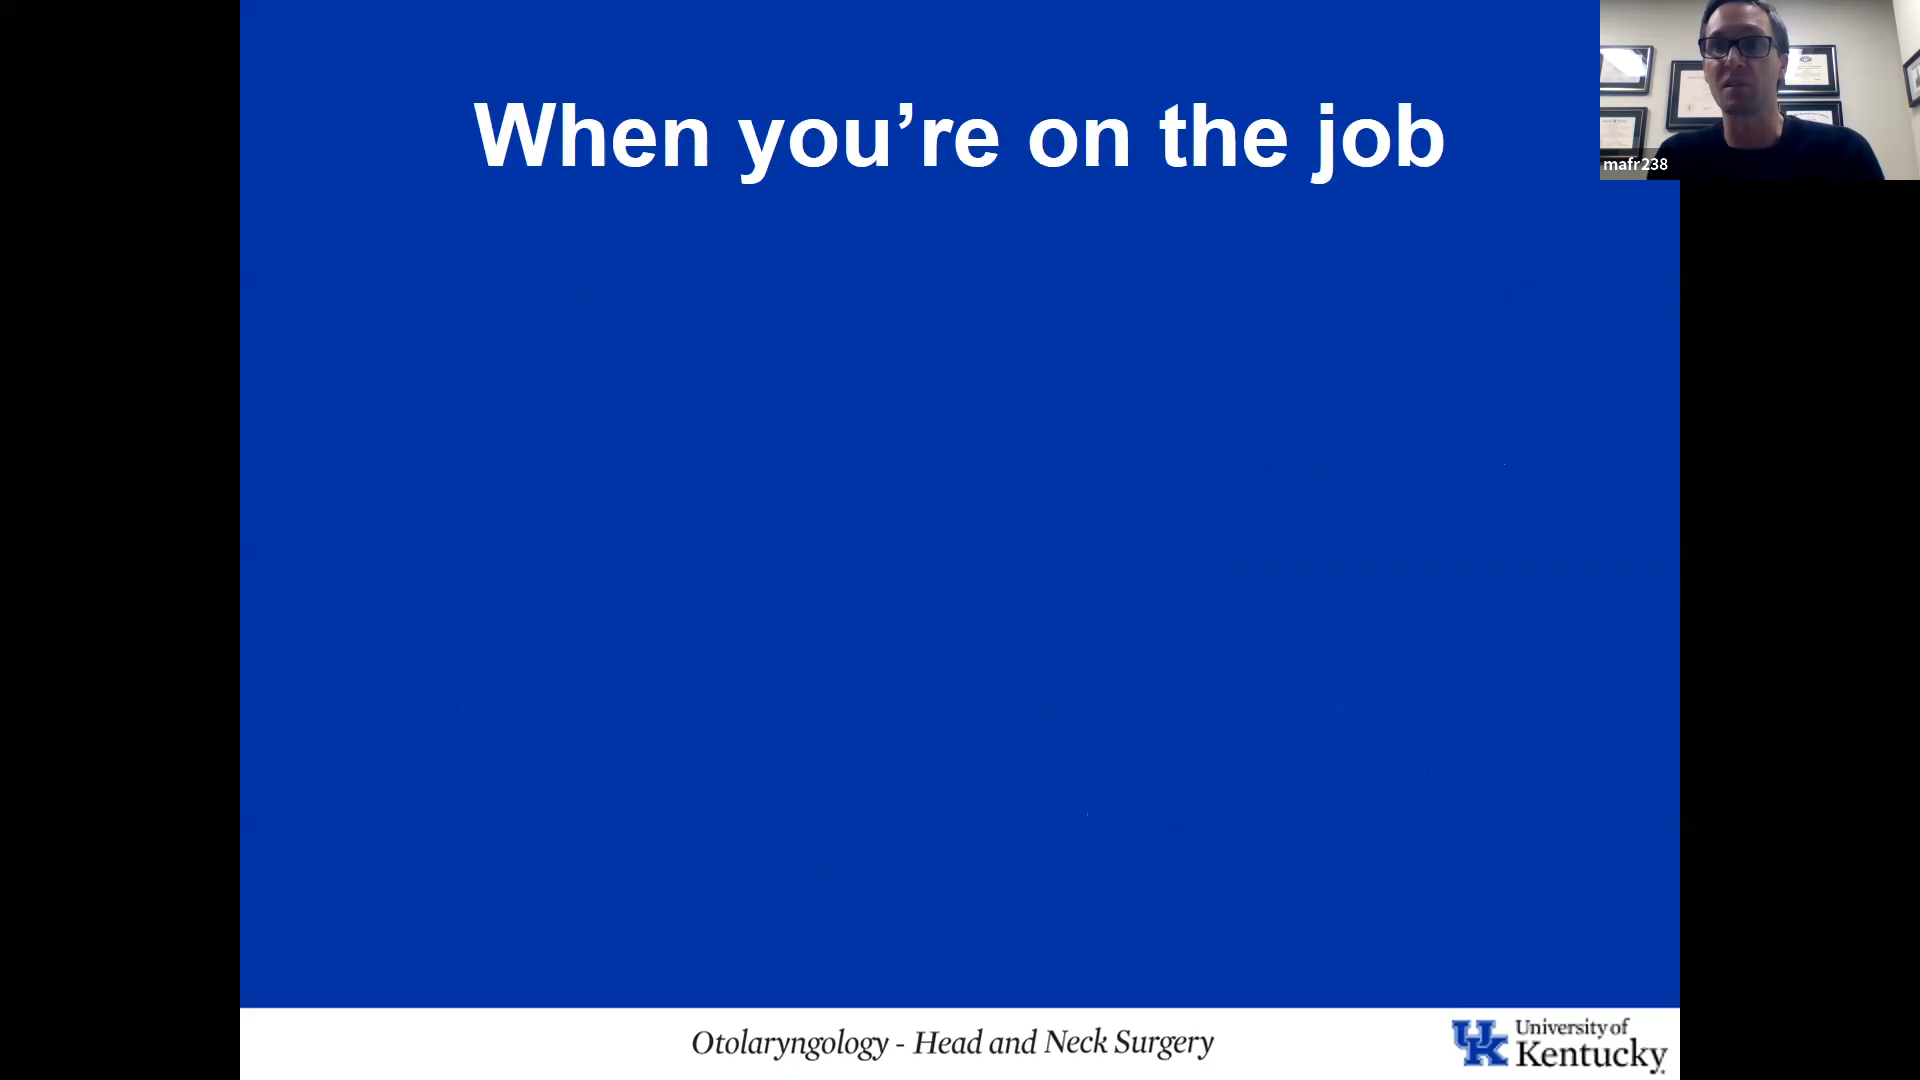 When you’re on the job
mafr238
Otolaryngology - Head and Neck Surgery
University of
Kentucky
UK